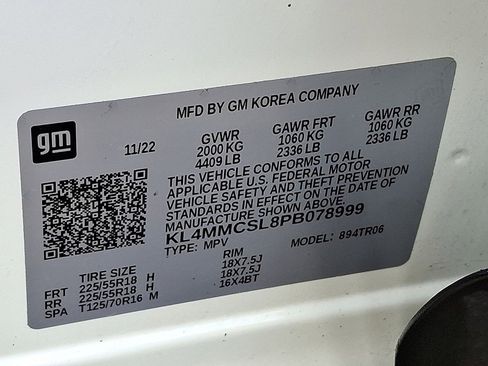 MFD BY GM KOREA COMPANY
gm
11/22
GVWR GAWR FRT GAWR RR
2000 KG 1060 KG 1060 KG
4409 LB 2336 LB 2336 LB
THIS VEHICLE CONFORMS TO ALL
APPLICABLE U.S. FEDERAL MOTOR
VEHICLE SAFETY AND THEFT PREVENTION
STANDARDS IN EFFECT ON THE DATE OF
MANUFACTURE SHOWN ABOVE.
KL4MMCSL8PB078999
TYPE: MPV MODEL: 894TR06
TIRE SIZE RIM
FRT 225/55R18 H 18X7.5J
RR 225/55R18 H 18X7.5J
SPA T125/70R16 M 16X4BT